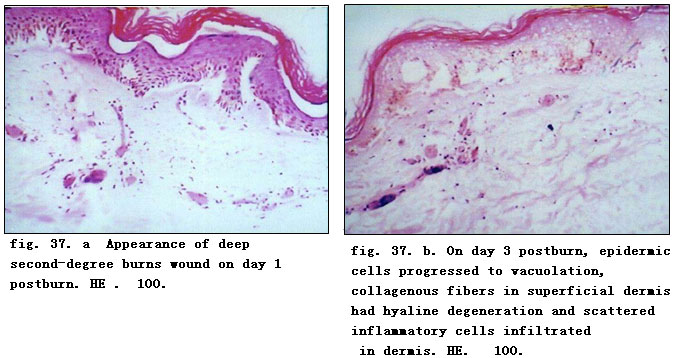 fig. 37. a Appearance of deep
second-degree burns wound on day 1
postburn. HE . 100.
fig. 37. b. On day 3 postburn, epidermic
cells progressed to vacuolation,
collagenous fibers in superficial dermis
had hyaline degeneration and scattered
inflammatory cells infiltrated
in dermis. HE. 100.